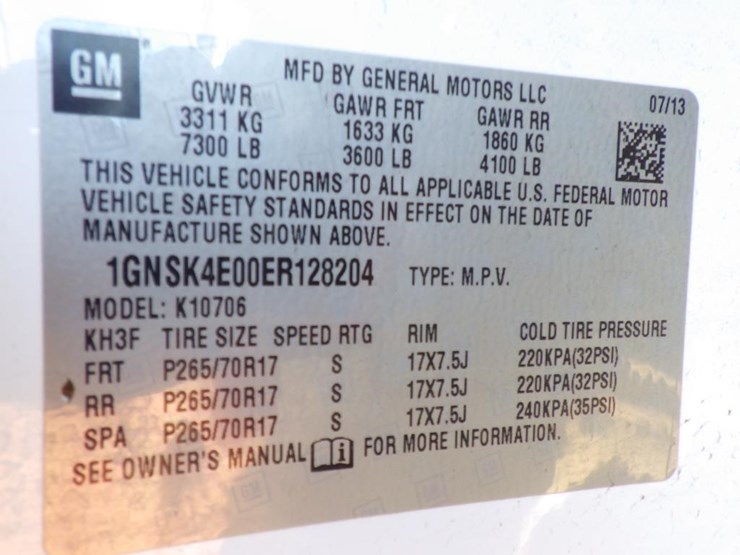 GM
MFD BY GENERAL MOTORS LLC 07/13
GVWR GAWR FRT GAWR RR
3311 KG 1633 KG 1860 KG
7300 LB 3600 LB 4100 LB
THIS VEHICLE CONFORMS TO ALL APPLICABLE U.S. FEDERAL MOTOR
VEHICLE SAFETY STANDARDS IN EFFECT ON THE DATE OF
MANUFACTURE SHOWN ABOVE.
1GNSK4E00ER128204 TYPE: M.P.V.
MODEL: K10706
KH3F TIRE SIZE SPEED RTG RIM COLD TIRE PRESSURE
FRT P265/70R17 S 17X7.5J 220KPA(32PSI)
RR P265/70R17 S 17X7.5J 220KPA(32PSI)
SPA P265/70R17 S 17X7.5J 240KPA(35PSI)
SEE OWNER'S MANUAL i FOR MORE INFORMATION.